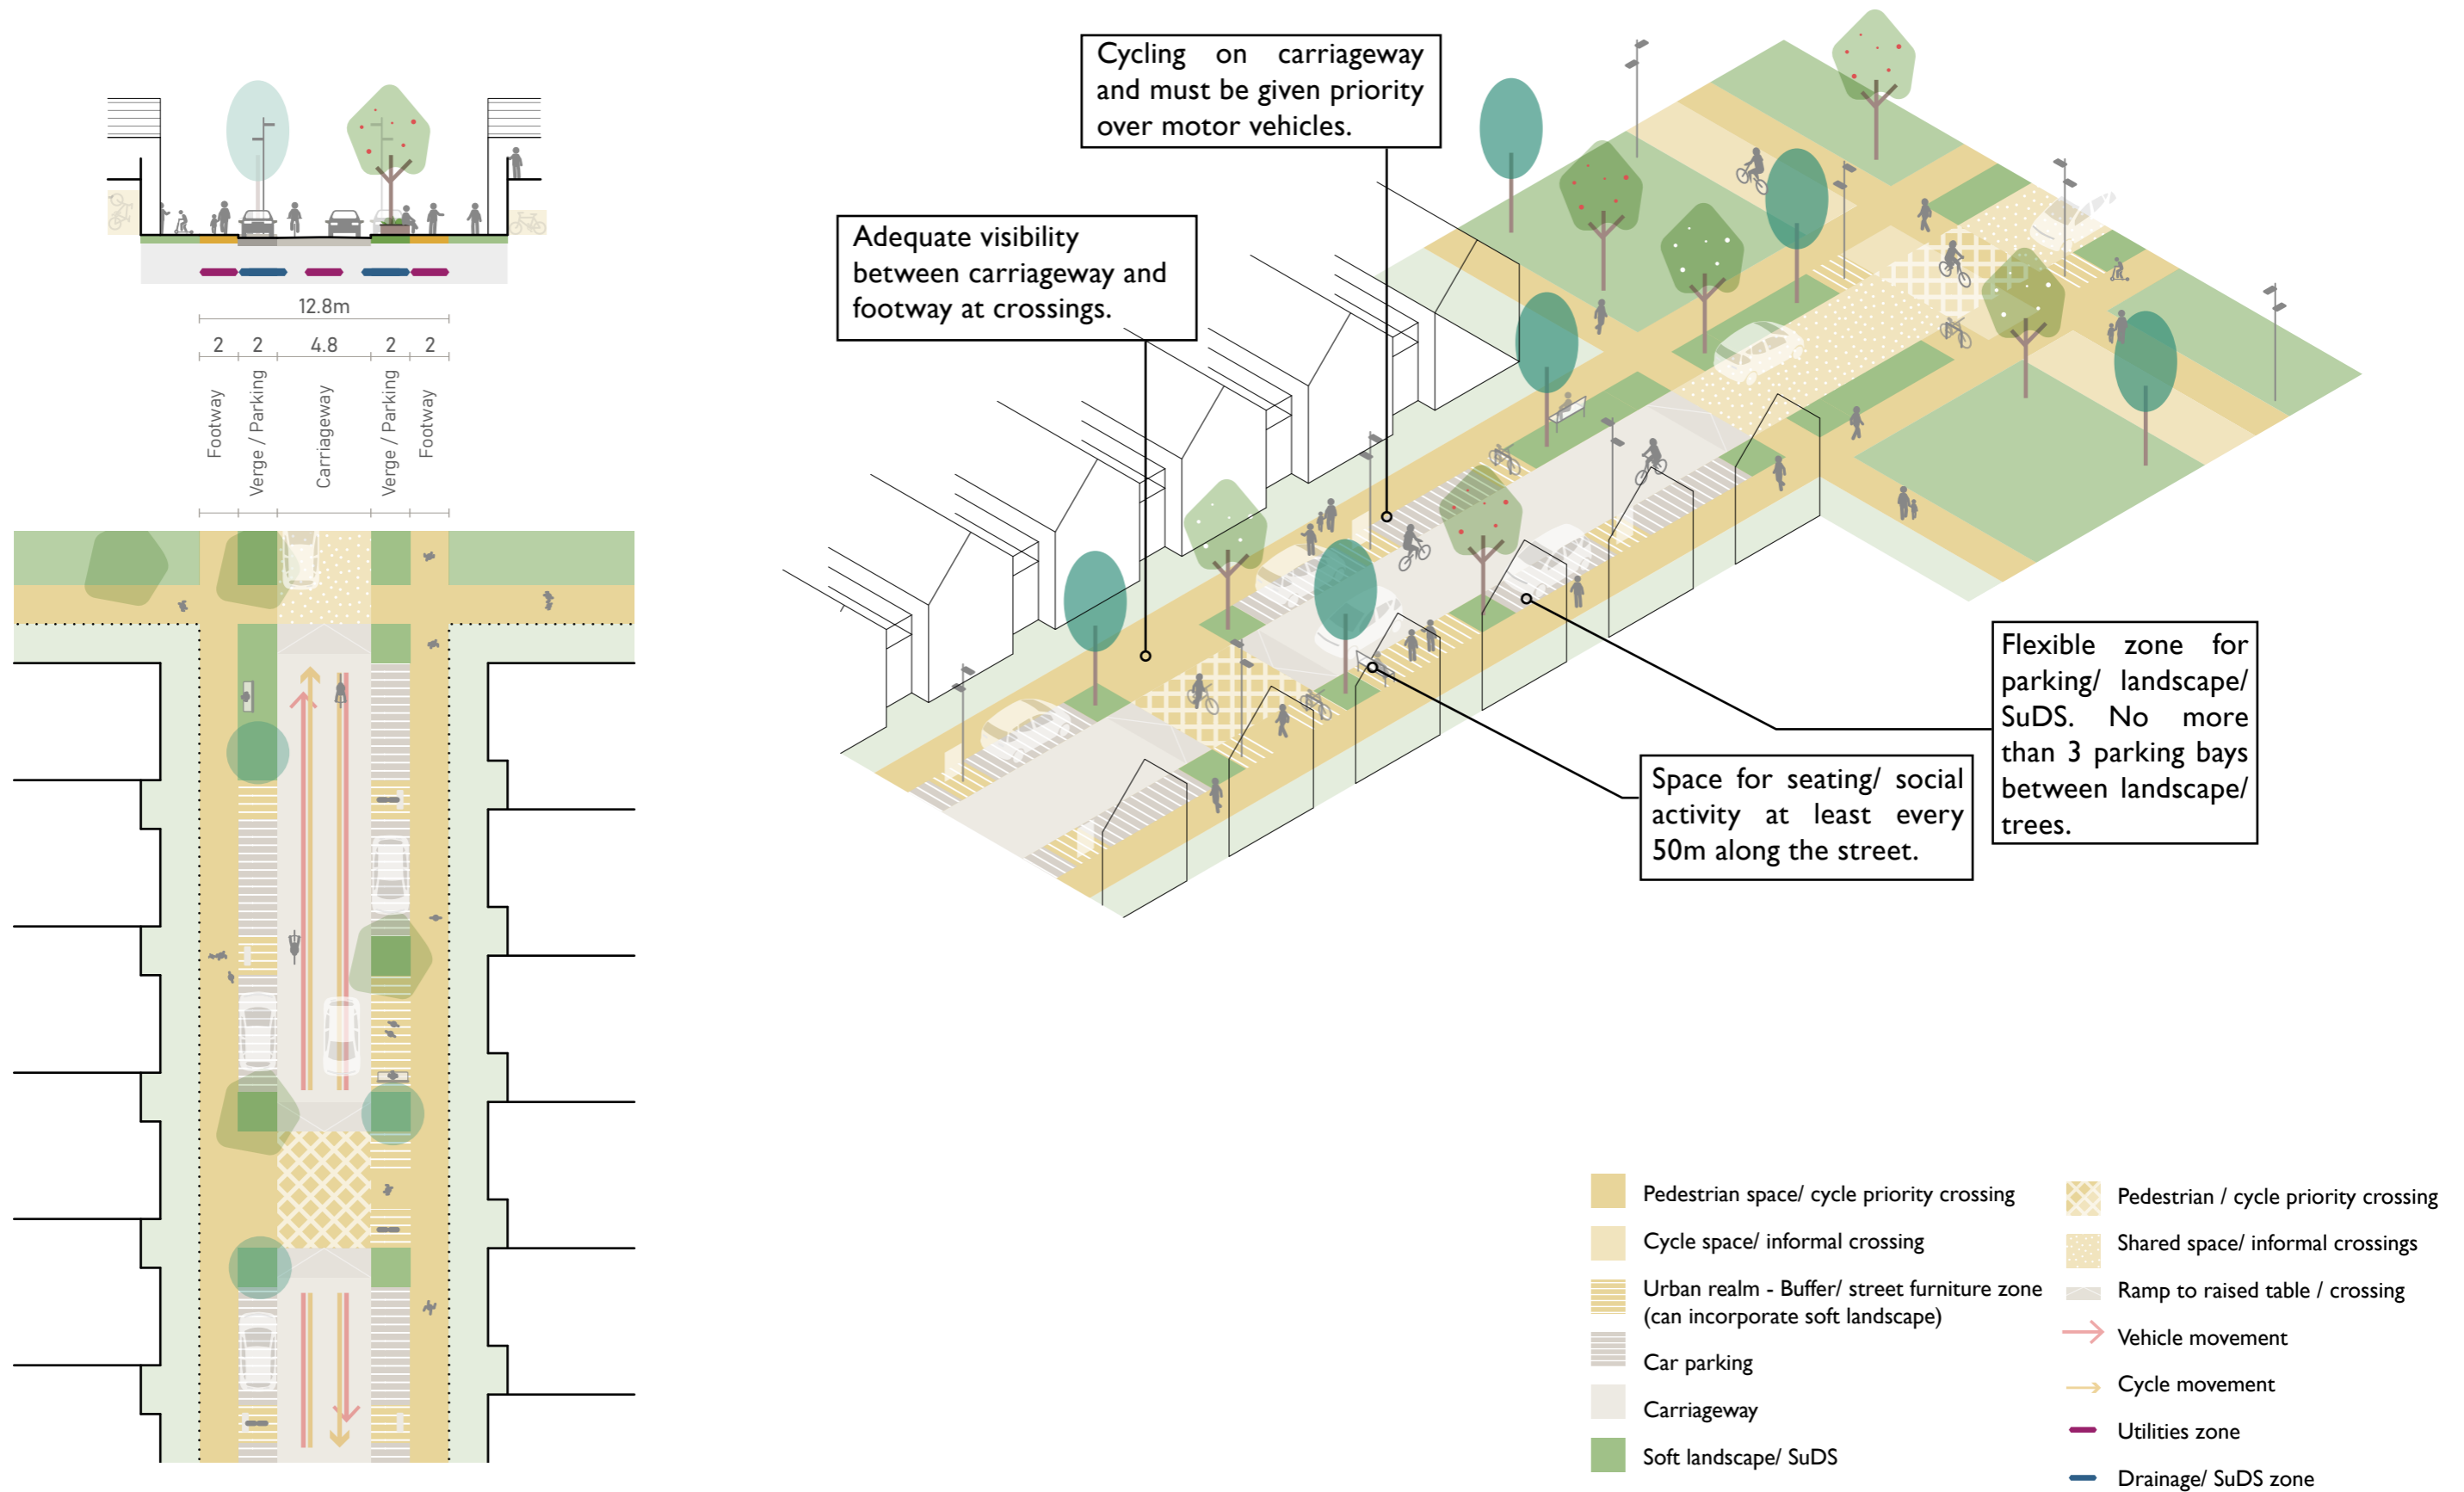 Cycling on carriageway
and must be given priority
over motor vehicles.
Adequate visibility
between carriageway and
footway at crossings.
12.8m
2 2 4.8 2 2
Footway
Verge / Parking
Carriageway
Verge / Parking
Footway
Flexible zone for
parking/ landscape/
SuDS. No more
than 3 parking bays
between landscape/
trees.
Space for seating/ social
activity at least every
50m along the street.
Pedestrian space/ cycle priority crossing
Cycle space/ informal crossing
Urban realm - Buffer/ street furniture zone
(can incorporate soft landscape)
Car parking
Carriageway
Soft landscape/ SuDS
Pedestrian / cycle priority crossing
Shared space/ informal crossings
Ramp to raised table / crossing
Vehicle movement
Cycle movement
Utilities zone
Drainage/ SuDS zone